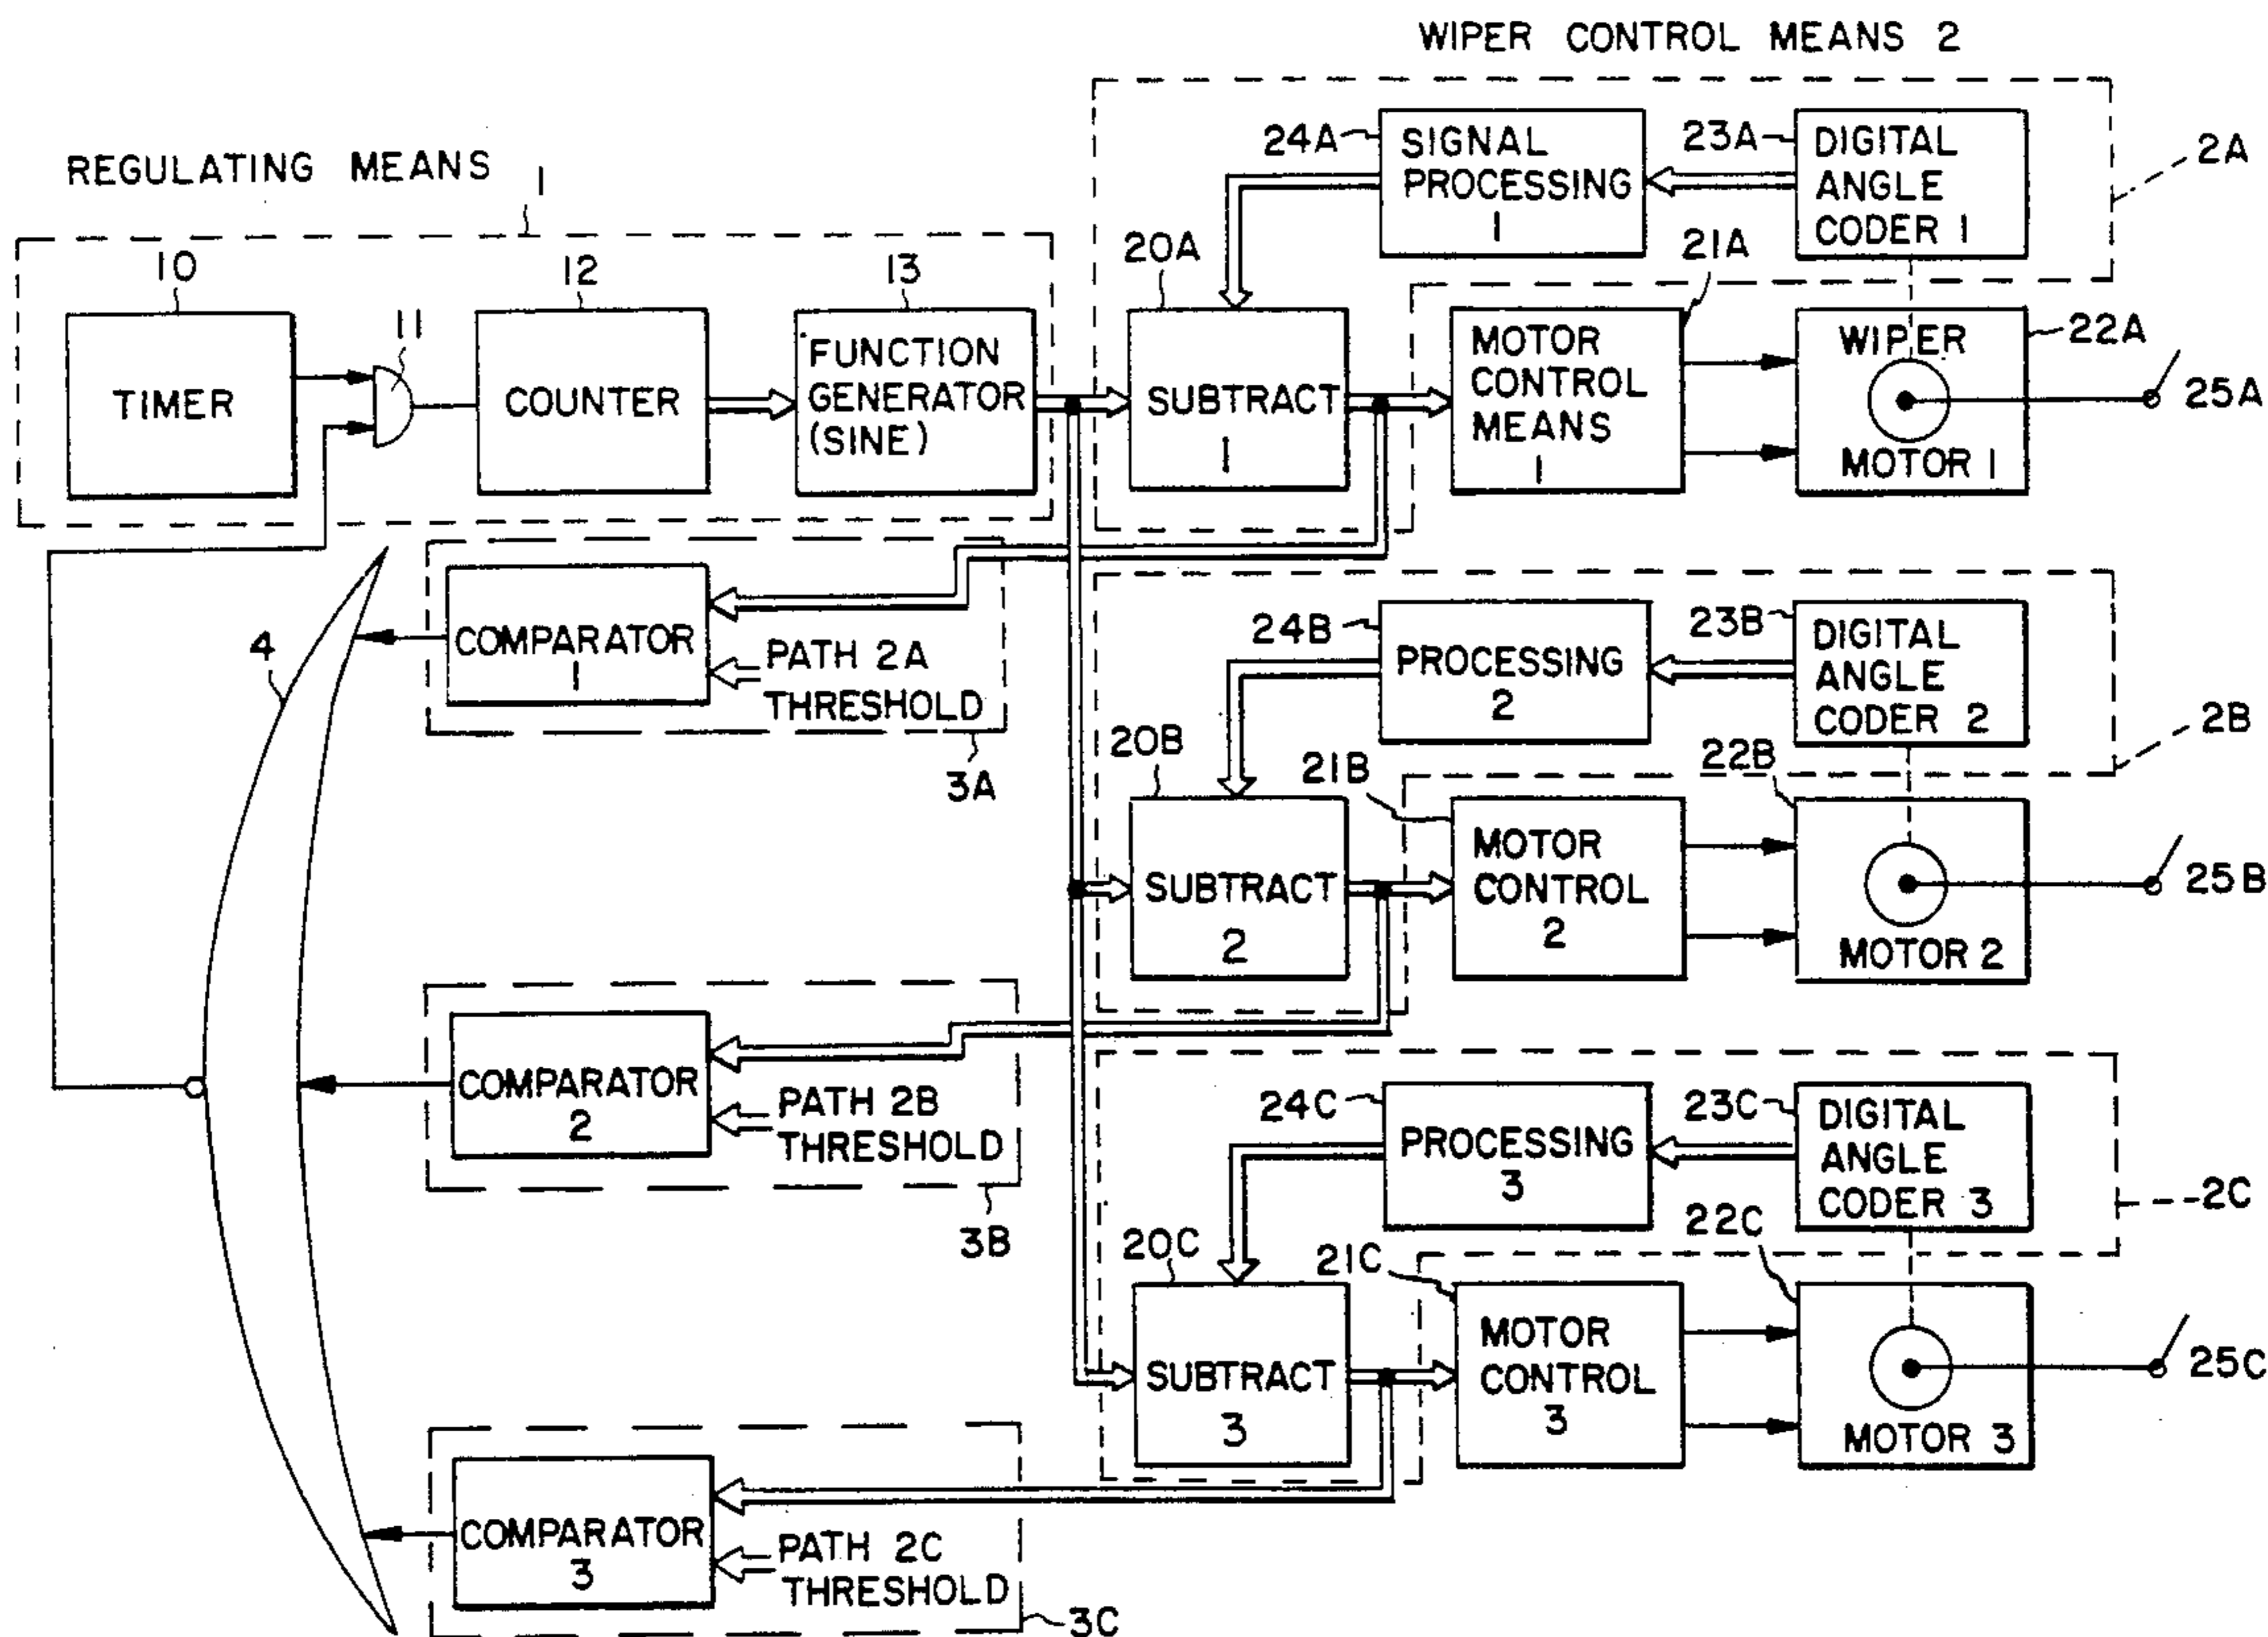 WIPER CONTROL MEANS 2
REGULATING MEANS 1
10
TIMER
11
12
COUNTER
13
FUNCTION
GENERATOR
(SINE)
24A
SIGNAL
PROCESSING
1
23A
DIGITAL
ANGLE
CODER 1
2A
20A
SUBTRACT
1
21A
MOTOR
CONTROL
MEANS
1
WIPER
MOTOR 1
22A
25A
4
COMPARATOR
1
PATH 2A
THRESHOLD
3A
24B
PROCESSING
2
23B
DIGITAL
ANGLE
CODER 2
2B
20B
SUBTRACT
2
21B
MOTOR
CONTROL
2
22B
MOTOR 2
25B
COMPARATOR
2
PATH 2B
THRESHOLD
3B
24C
PROCESSING
3
23C
DIGITAL
ANGLE
CODER 3
2C
20C
SUBTRACT
3
21C
MOTOR
CONTROL
3
22C
MOTOR 3
25C
COMPARATOR
3
PATH 2C
THRESHOLD
3C